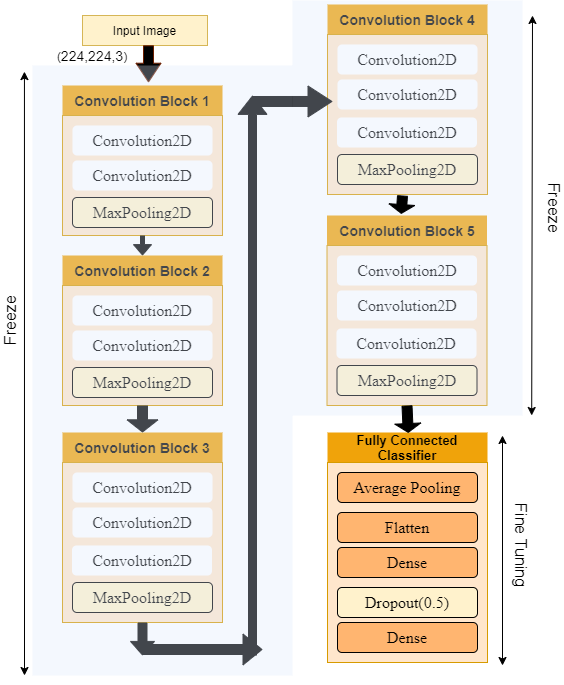 Input Image
(224,224,3)
Freeze
Convolution Block 1
Convolution2D
Convolution2D
MaxPooling2D
Convolution Block 2
Convolution2D
Convolution2D
MaxPooling2D
Convolution Block 3
Convolution2D
Convolution2D
Convolution2D
MaxPooling2D
Convolution Block 4
Convolution2D
Convolution2D
Convolution2D
MaxPooling2D
Convolution Block 5
Convolution2D
Convolution2D
Convolution2D
MaxPooling2D
Freeze
Fully Connected
Classifier
Average Pooling
Flatten
Dense
Dropout(0.5)
Dense
Fine Tuning